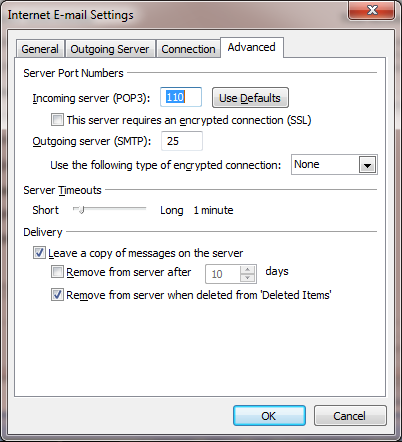 Internet E-mail Settings
General Outgoing Server Connection Advanced
Server Port Numbers
Incoming server (POP3): 110 Use Defaults
This server requires an encrypted connection (SSL)
Outgoing server (SMTP): 25
Use the following type of encrypted connection: None
Server Timeouts
Short Long 1 minute
Delivery
Leave a copy of messages on the server
Remove from server after 10 days
Remove from server when deleted from 'Deleted Items'
OK Cancel